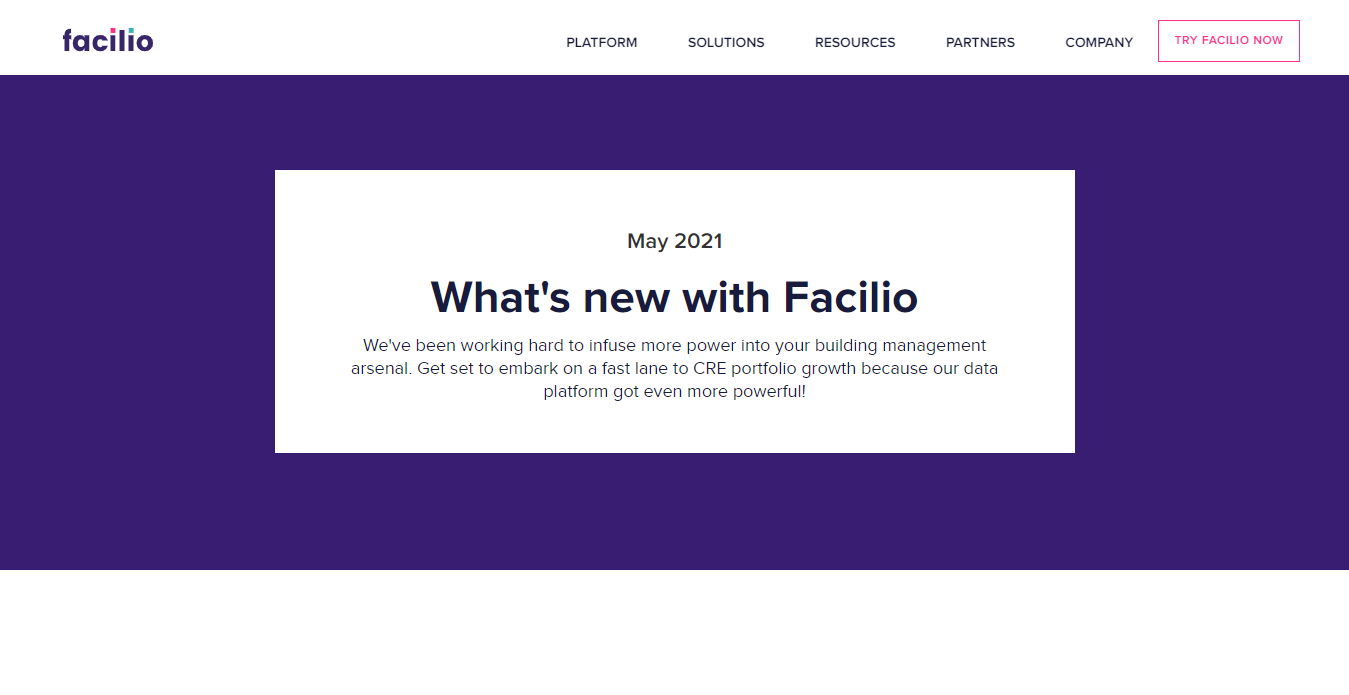 facilio
PLATFORM
SOLUTIONS
RESOURCES
PARTNERS
COMPANY
TRY FACILIO NOW
May 2021
What's new with Facilio
We've been working hard to infuse more power into your building management
arsenal. Get set to embark on a fast lane to CRE portfolio growth because our data
platform got even more powerful!